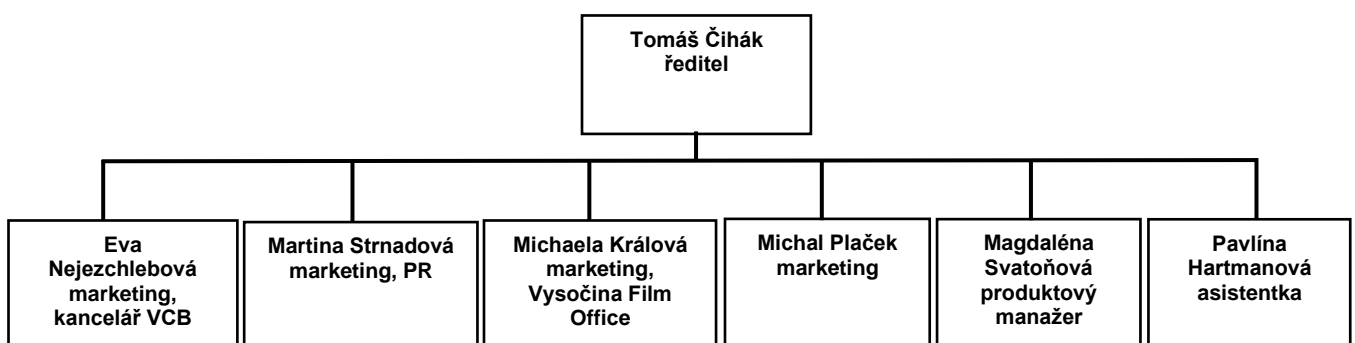 Tomáš Čihák
ředitel
Eva
Nejezchlebová
marketing,
kancelář VCB
Martina Strnadová
marketing, PR
Michaela Králová
marketing,
Vysočina Film
Office
Michal Plaček
marketing
Magdaléna
Svatoňová
produktový
manažer
Pavlína
Hartmanová
asistentka